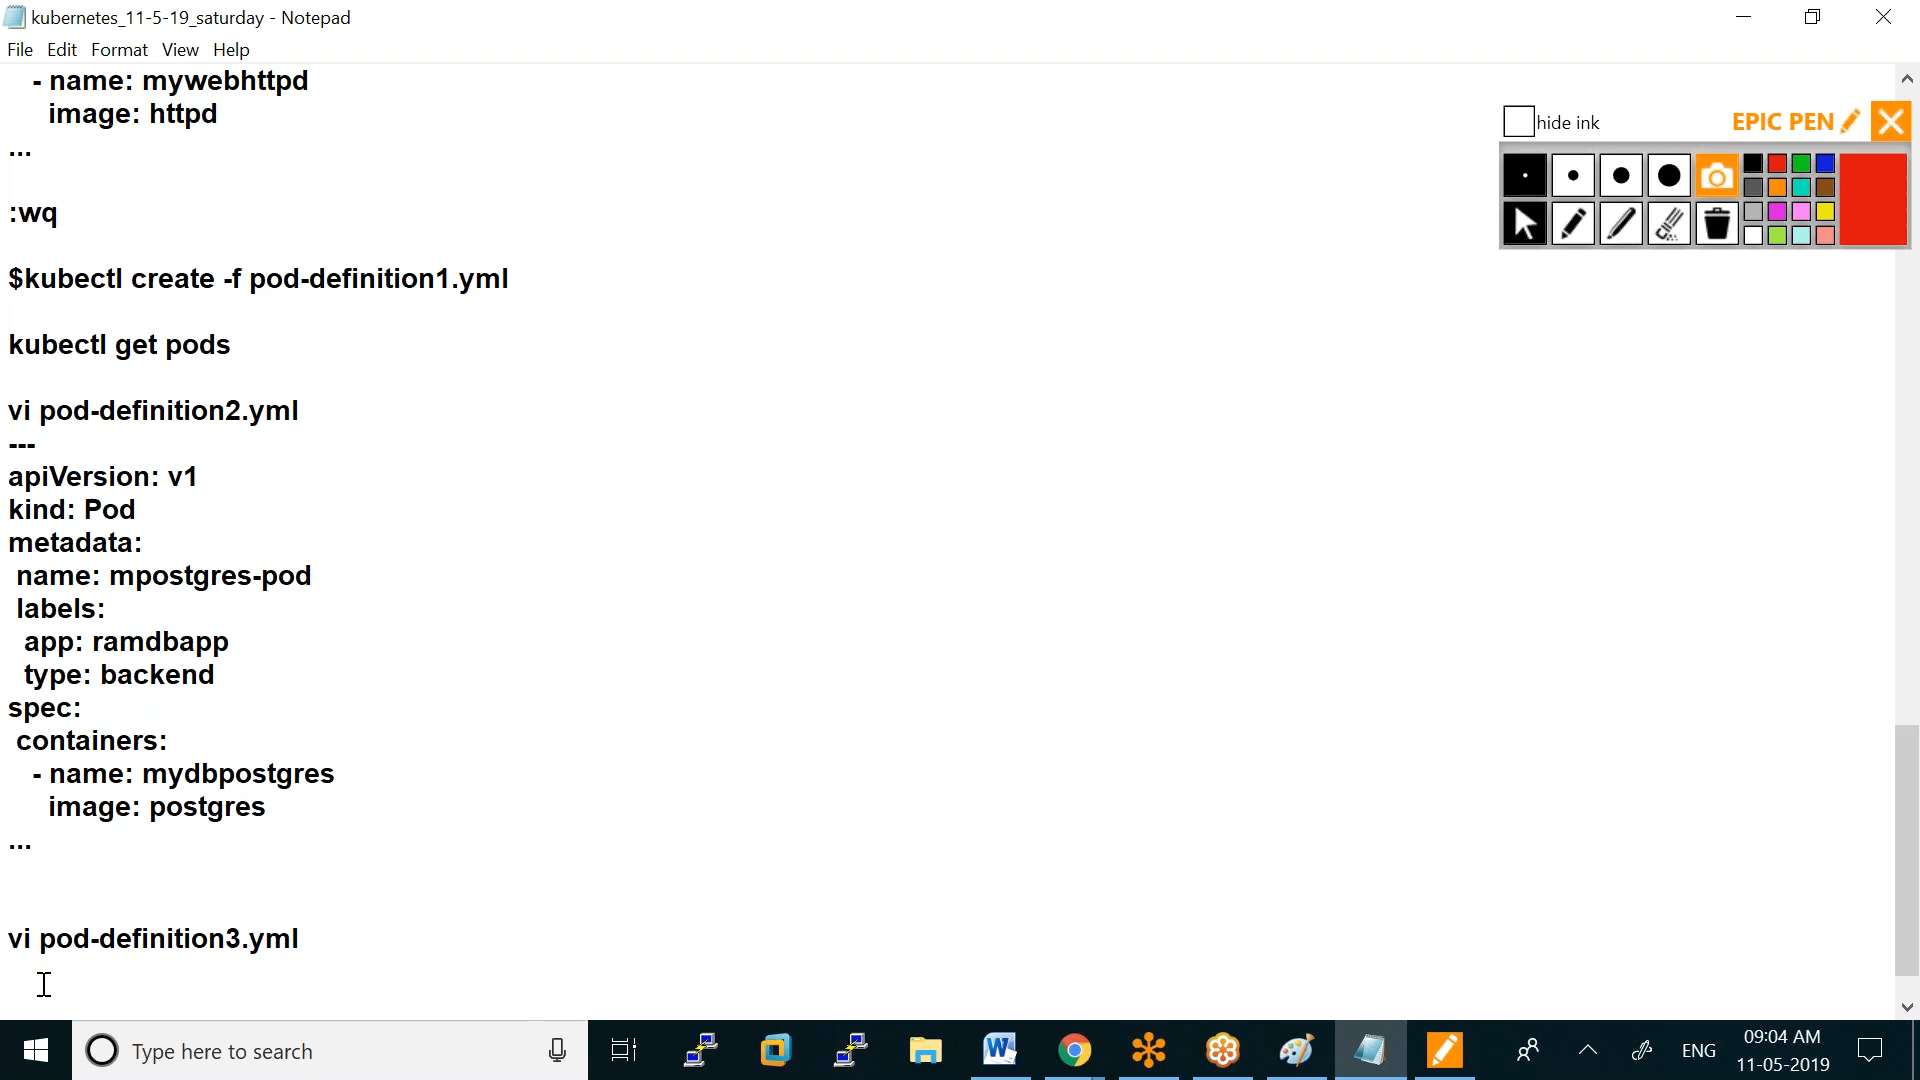 kubernetes_11-5-19_saturday - Notepad
File Edit Format View Help
- name: mywebhttpd
image: httpd
...
:wq
$kubectl create -f pod-definition1.yml
kubectl get pods
vi pod-definition2.yml
---
apiVersion: v1
kind: Pod
metadata:
name: mpostgres-pod
labels:
app: ramdbapp
type: backend
spec:
containers:
- name: mydbpostgres
image: postgres
...
vi pod-definition3.yml
hide ink
EPIC PEN
Type here to search
ENG
09:04 AM
11-05-2019